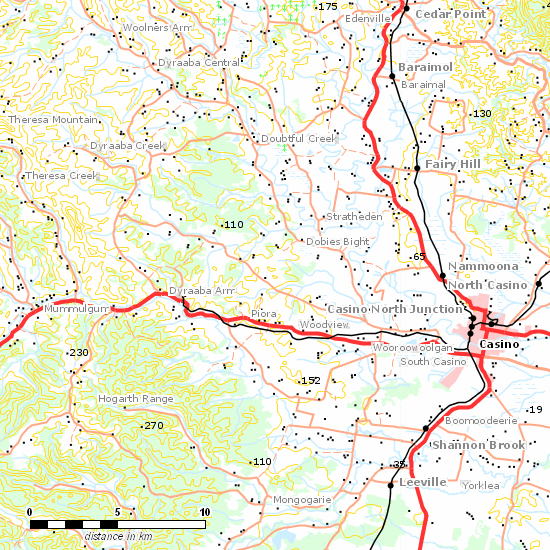 .175
Edenville
Cedar Point
Woolners Arm
Dyraaba Central
Baraimol
Baraimal
Theresa Mountain
.130
Doubtful Creek
Dyraaba Creek
Fairy Hill
Theresa Creek
Stratheden
.110
Dobies Bight
.65
Nammoona
North Casino
Dyraaba Arm
Mummulgum
Piora
Casino North Junction
Woodview
Wooroowoolgan
Casino
.230
South Casino
.152
Hogarth Range
.19
.270
Boomoodeerie
Shannon Brook
.110
.35
Leeville
Yorklea
Mongogarie
0 5 10
distance in km